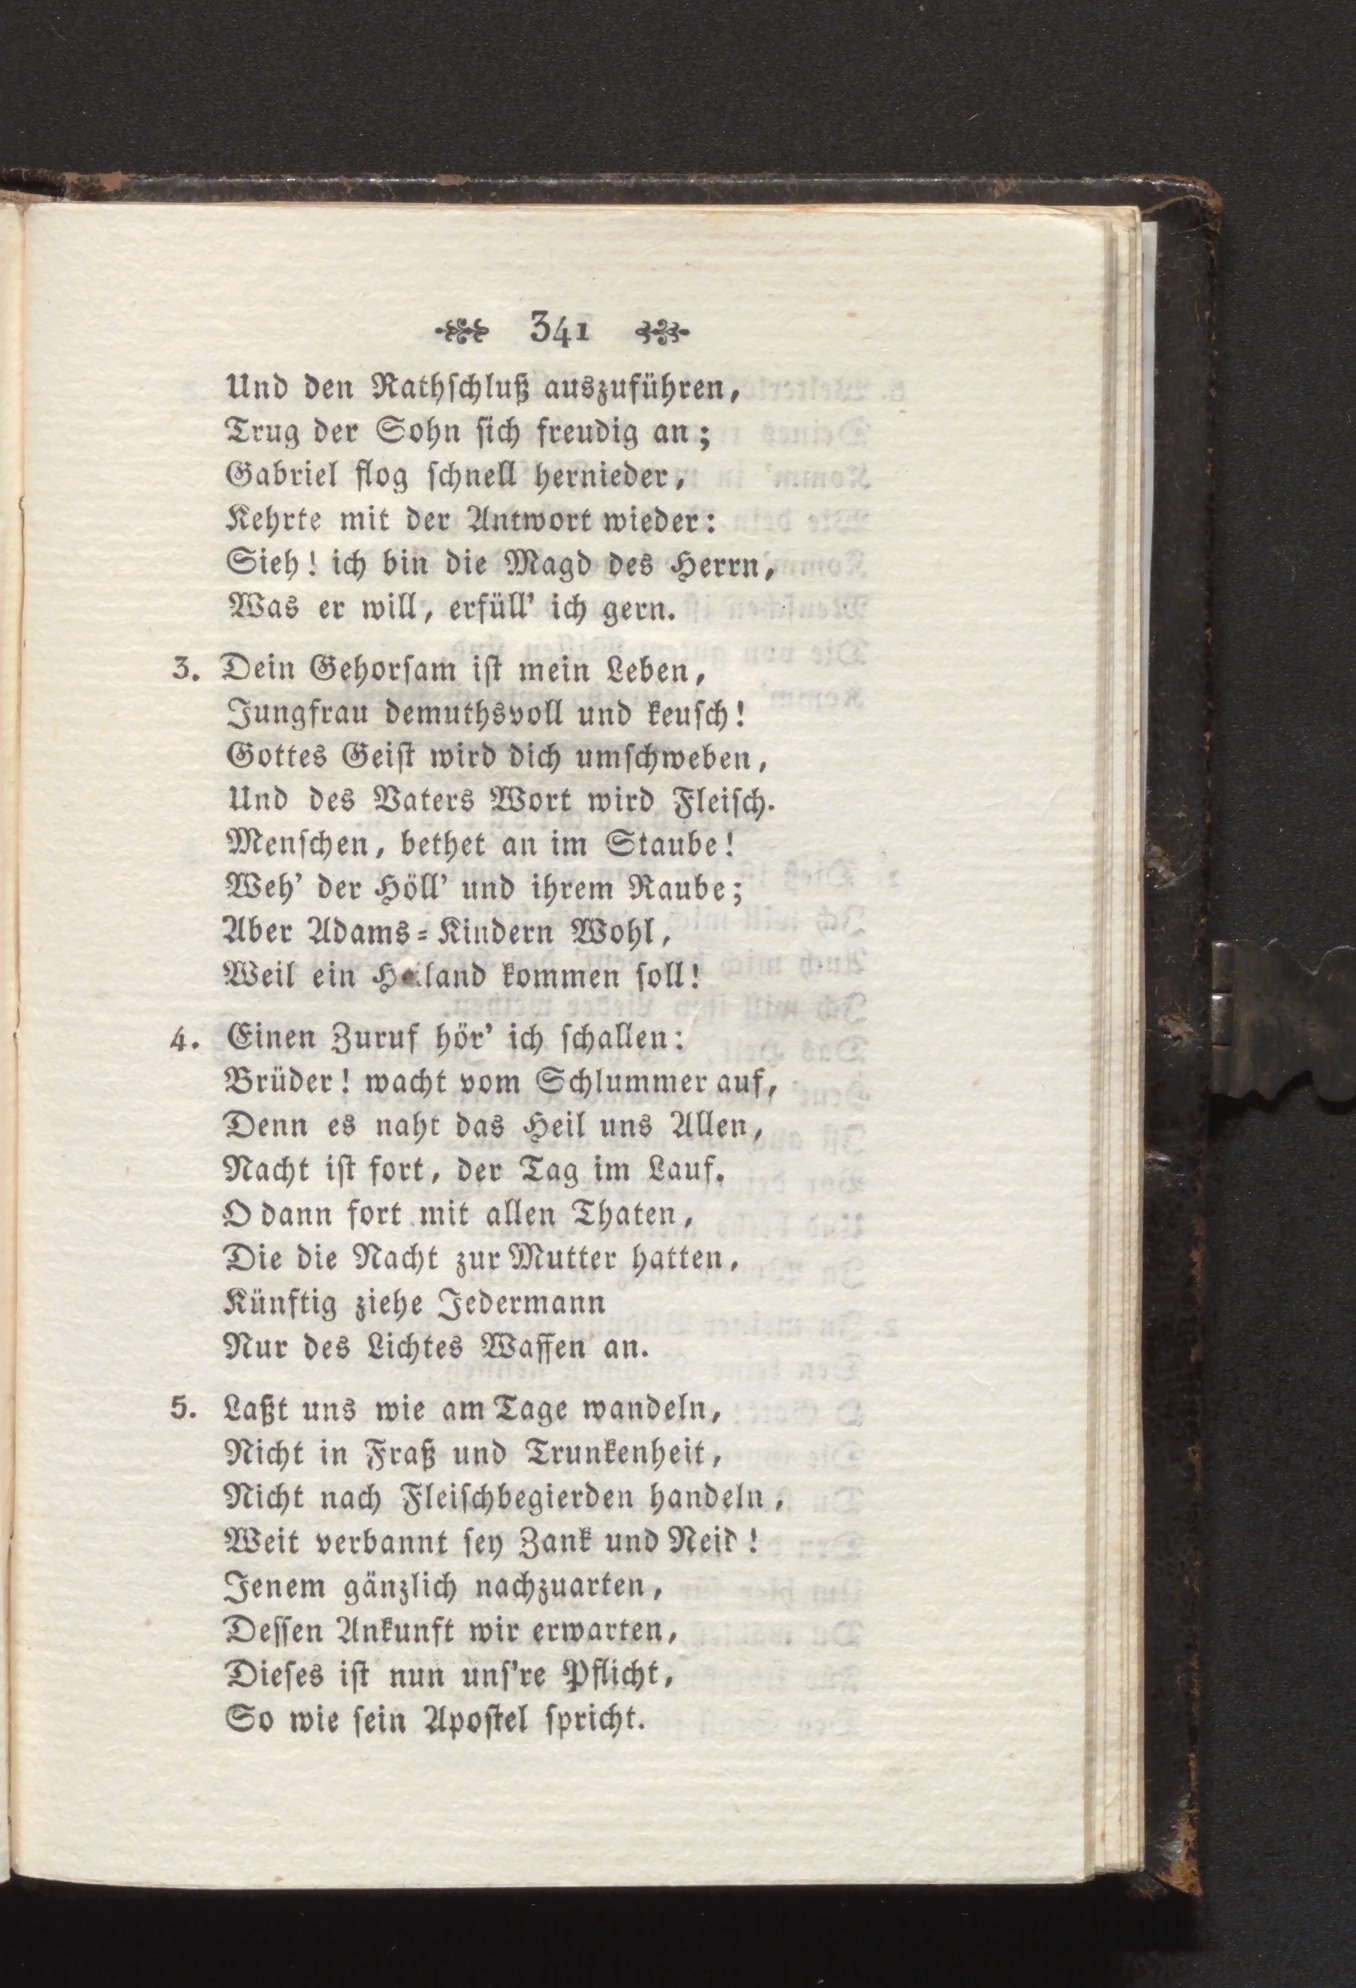 341
Und den Rathschluß auszuführen,
Trug der Sohn sich freudig an;
Gabriel flog schnell hernieder,
Kehrte mit der Antwort wieder:
Sieh! ich bin die Magd des Herrn,
Was er will, erfüll' ich gern.
3. Dein Gehorsam ist mein Leben,
Jungfrau demuthsvoll und keusch!
Gottes Geist wird dich umschweben,
Und des Vaters Wort wird Fleisch.
Menschen, bethet an im Staube!
Weh' der Höll' und ihrem Raube;
Aber Adams-Kindern Wohl,
Weil ein Heiland kommen soll!
4. Einen Zuruf hör' ich schallen:
Brüder! wacht vom Schlummer auf,
Denn es naht das Heil uns Allen,
Nacht ist fort, der Tag im Lauf.
O dann fort mit allen Thaten,
Die die Nacht zur Mutter hatten,
Künftig ziehe Jedermann
Nur des Lichtes Waffen an.
5. Laßt uns wie am Tage wandeln,
Nicht in Fraß und Trunkenheit,
Nicht nach Fleischbegierden handeln,
Weit verbannt sey Zank und Neid!
Jenem gänzlich nachzuarten,
Dessen Ankunft wir erwarten,
Dieses ist nun uns're Pflicht,
So wie sein Apostel spricht.